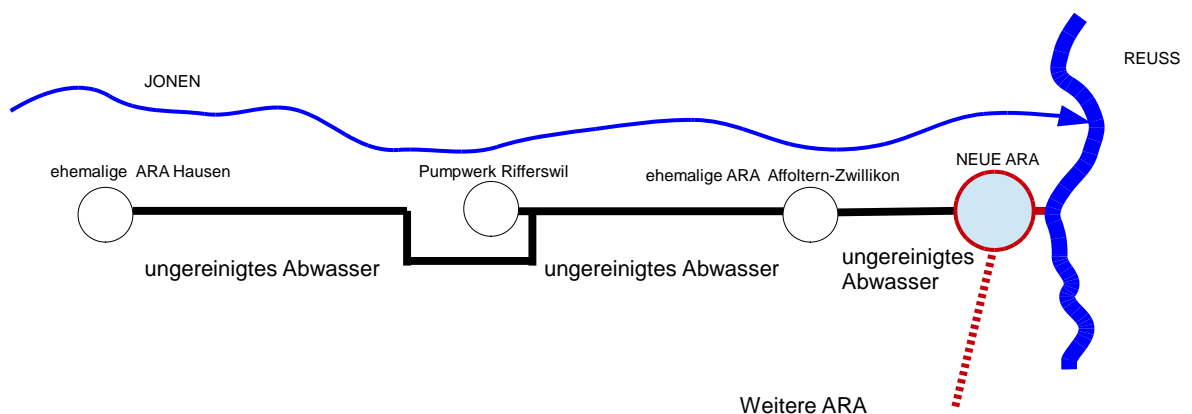 REUSS
JONEN
NEUE ARA
ehemalige ARA Hausen
Pumpwerk Rifferswil
ehemalige ARA Affoltern-Zwillikon
ungereinigtes Abwasser
ungereinigtes Abwasser
ungereinigtes
Abwasser
Weitere ARA